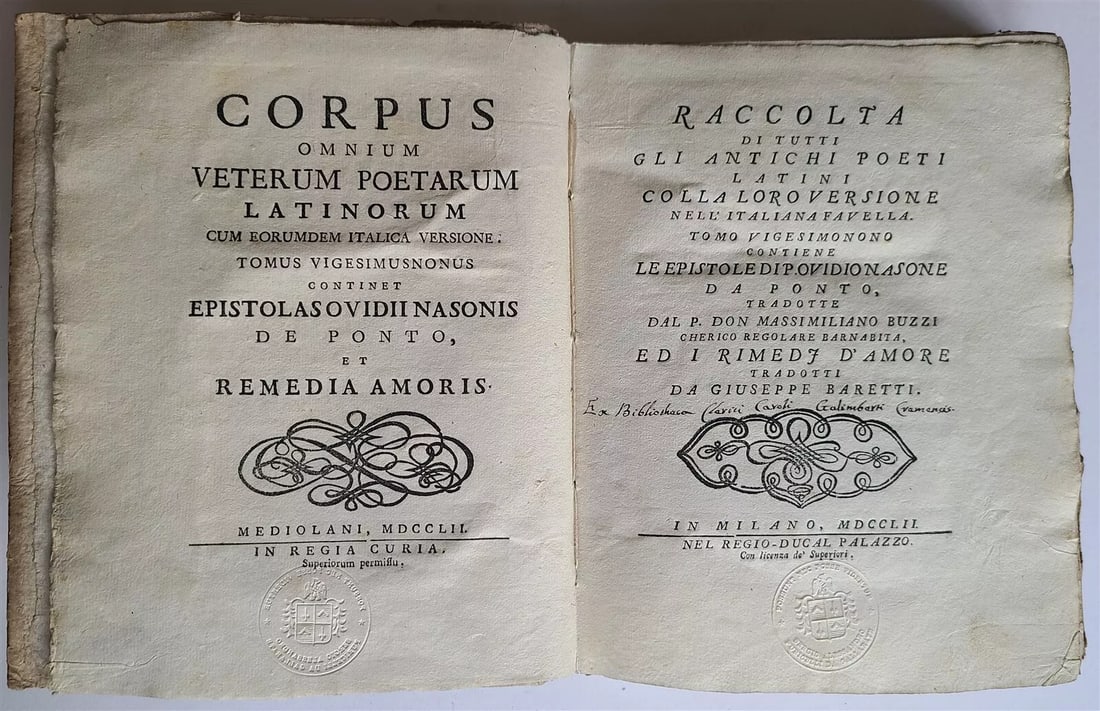 CORPUS
OMNIUM
VETERUM POETARUM
LATINORUM
CUM EORUMDEM ITALICA VERSIONE.
TOMUS VIGESIMUSNONUS
CONTINET
EPISTOLAS OVIDII NASONIS
DE PONTO,
ET
REMEDIA AMORIS.
MEDIOLANI, MDCCLII.
IN REGIA CURIA.
Superiorum permissu.
RACCOLTA
DI TUTTI
GLI ANTICHI POETI
LATINI
COLLA LORO VERSIONE
NELL' ITALIANA FAVELLA.
TOMO VIGESIMONONO
CONTIENE
LE EPISTOLE DI P. OVIDIO NASONE
DA PONTO,
TRADOTTE
DAL P. DON MASSIMILIANO BUZZI
CHERICO REGOLARE BARNABITA,
ED I RIMEDJ D'AMORE
TRADOTTI
DA GIUSEPPE BARETTI.
Ex Bibliotheca Clerici Caroli Galimberti Cremensis.
IN MILANO, MDCCLII.
NEL REGIO-DUCAL PALAZZO.
Con licenza de' Superiori.